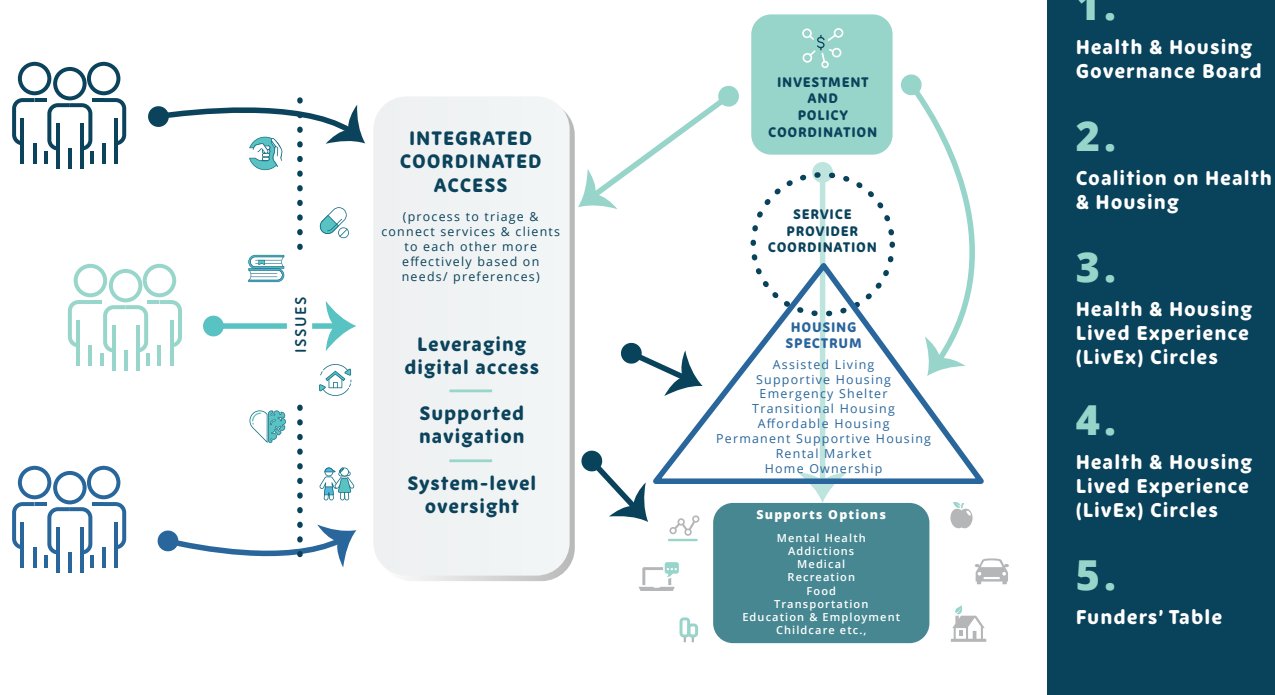 ISSUES
INTEGRATED
COORDINATED
ACCESS
(process to triage &
connect services & clients
to each other more
effectively based on
needs/ preferences)
Leveraging
digital access
Supported
navigation
System-level
oversight
$
INVESTMENT
AND
POLICY
COORDINATION
SERVICE
PROVIDER
COORDINATION
HOUSING
SPECTRUM
Assisted Living
Supportive Housing
Emergency Shelter
Transitional Housing
Affordable Housing
Permanent Supportive Housing
Rental Market
Home Ownership
Supports Options
Mental Health
Addictions
Medical
Recreation
Food
Transportation
Education & Employment
Childcare etc.,
1.
Health & Housing
Governance Board
2.
Coalition on Health
& Housing
3.
Health & Housing
Lived Experience
(LivEx) Circles
4.
Health & Housing
Lived Experience
(LivEx) Circles
5.
Funders’ Table